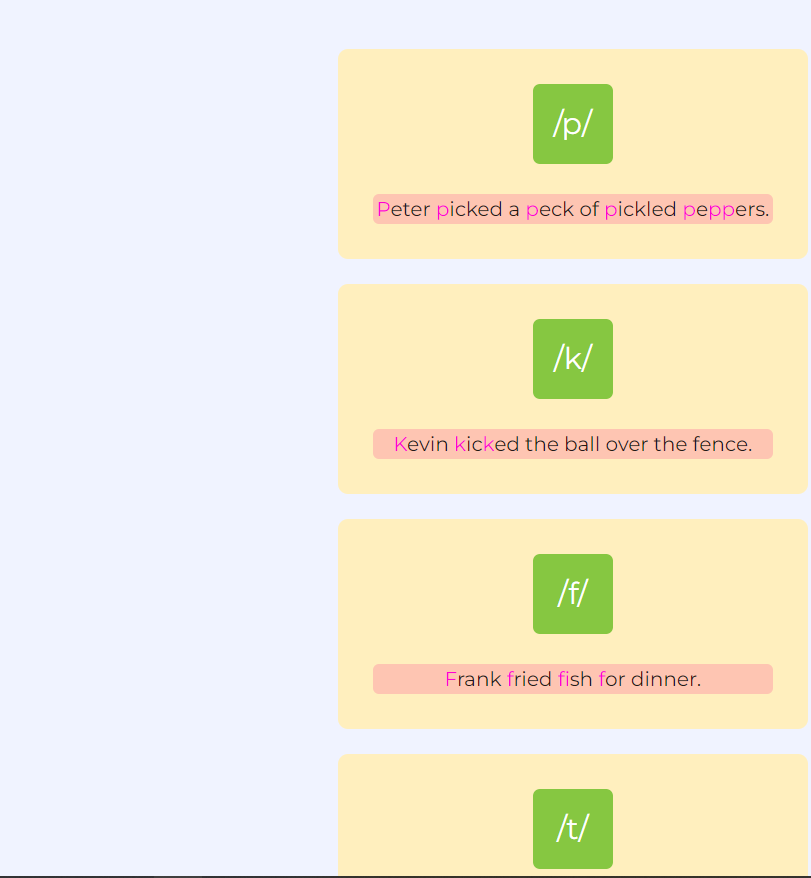 /p/
Peter picked a peck of pickled peppers.
/k/
Kevin kicked the ball over the fence.
/f/
Frank fried fish for dinner.
/t/